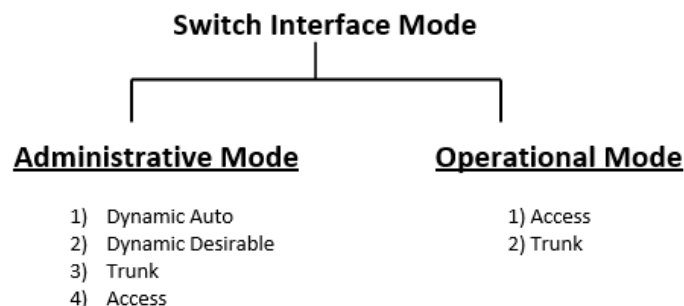 Switch Interface Mode
Administrative Mode
1) Dynamic Auto
2) Dynamic Desirable
3) Trunk
4) Access
Operational Mode
1) Access
2) Trunk